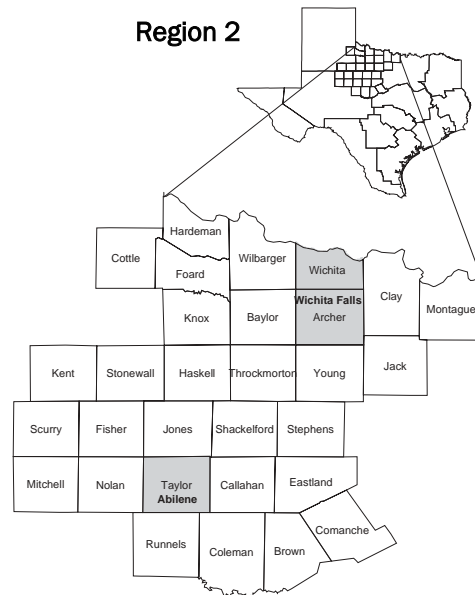 Region 2
Hardeman
Cottle
Foard
Wilbarger
Wichita
Wichita Falls
Archer
Clay
Montague
Knox
Baylor
Kent
Stonewall
Haskell
Throckmorton
Young
Jack
Scurry
Fisher
Jones
Shackelford
Stephens
Mitchell
Nolan
Taylor
Abilene
Callahan
Eastland
Runnels
Coleman
Brown
Comanche